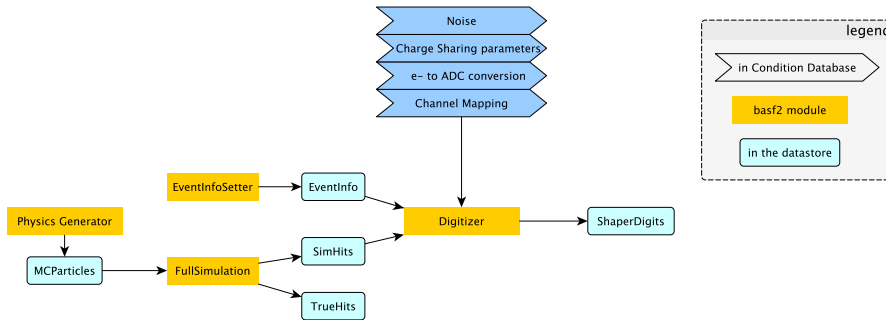 Noise
Charge Sharing parameters
e- to ADC conversion
Channel Mapping
legend
in Condition Database
basf2 module
in the datastore
EventInfoSetter
EventInfo
Physics Generator
Digitizer
ShaperDigits
MCParticles
FullSimulation
SimHits
TrueHits